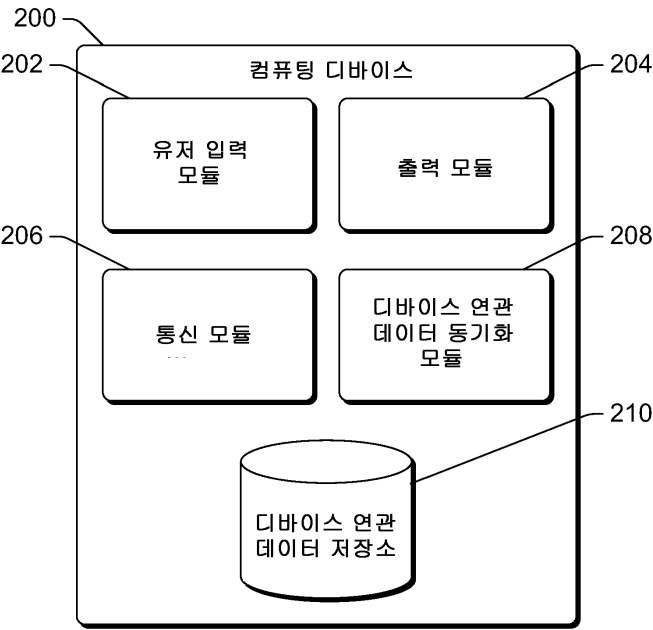 200
컴퓨팅 디바이스
202
204
유저 입력
모듈
출력 모듈
206
208
통신 모듈
...
디바이스 연관
데이터 동기화
모듈
210
디바이스 연관
데이터 저장소